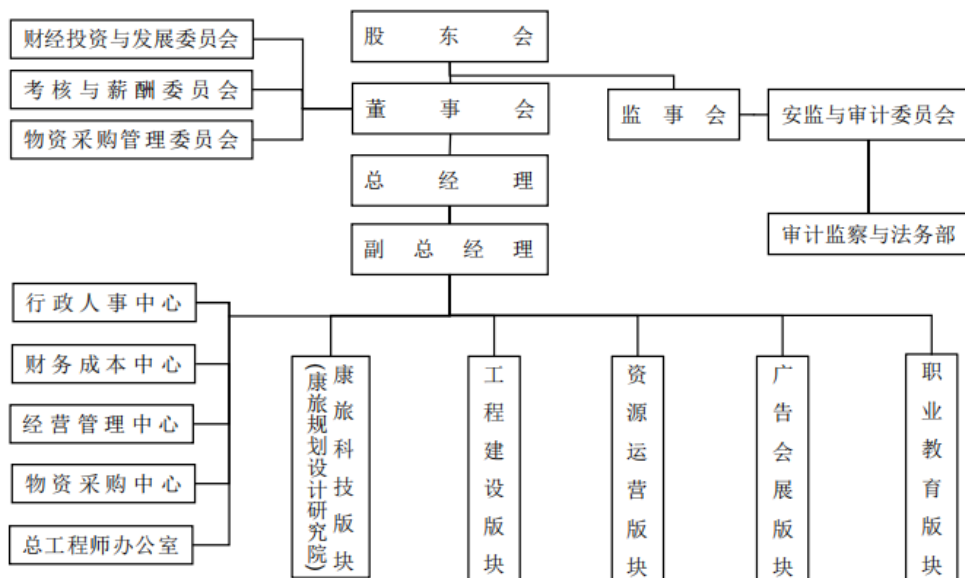 股东会
财经投资与发展委员会
考核与薪酬委员会
物资采购管理委员会
董事会
监事会
安监与审计委员会
总经理
副总经理
审计监察与法务部
行政人事中心
财务成本中心
经营管理中心
物资采购中心
总工程师办公室
康旅科技版块
(康旅规划设计研究院)
工程建设版块
资源运营版块
广告会展版块
职业教育版块